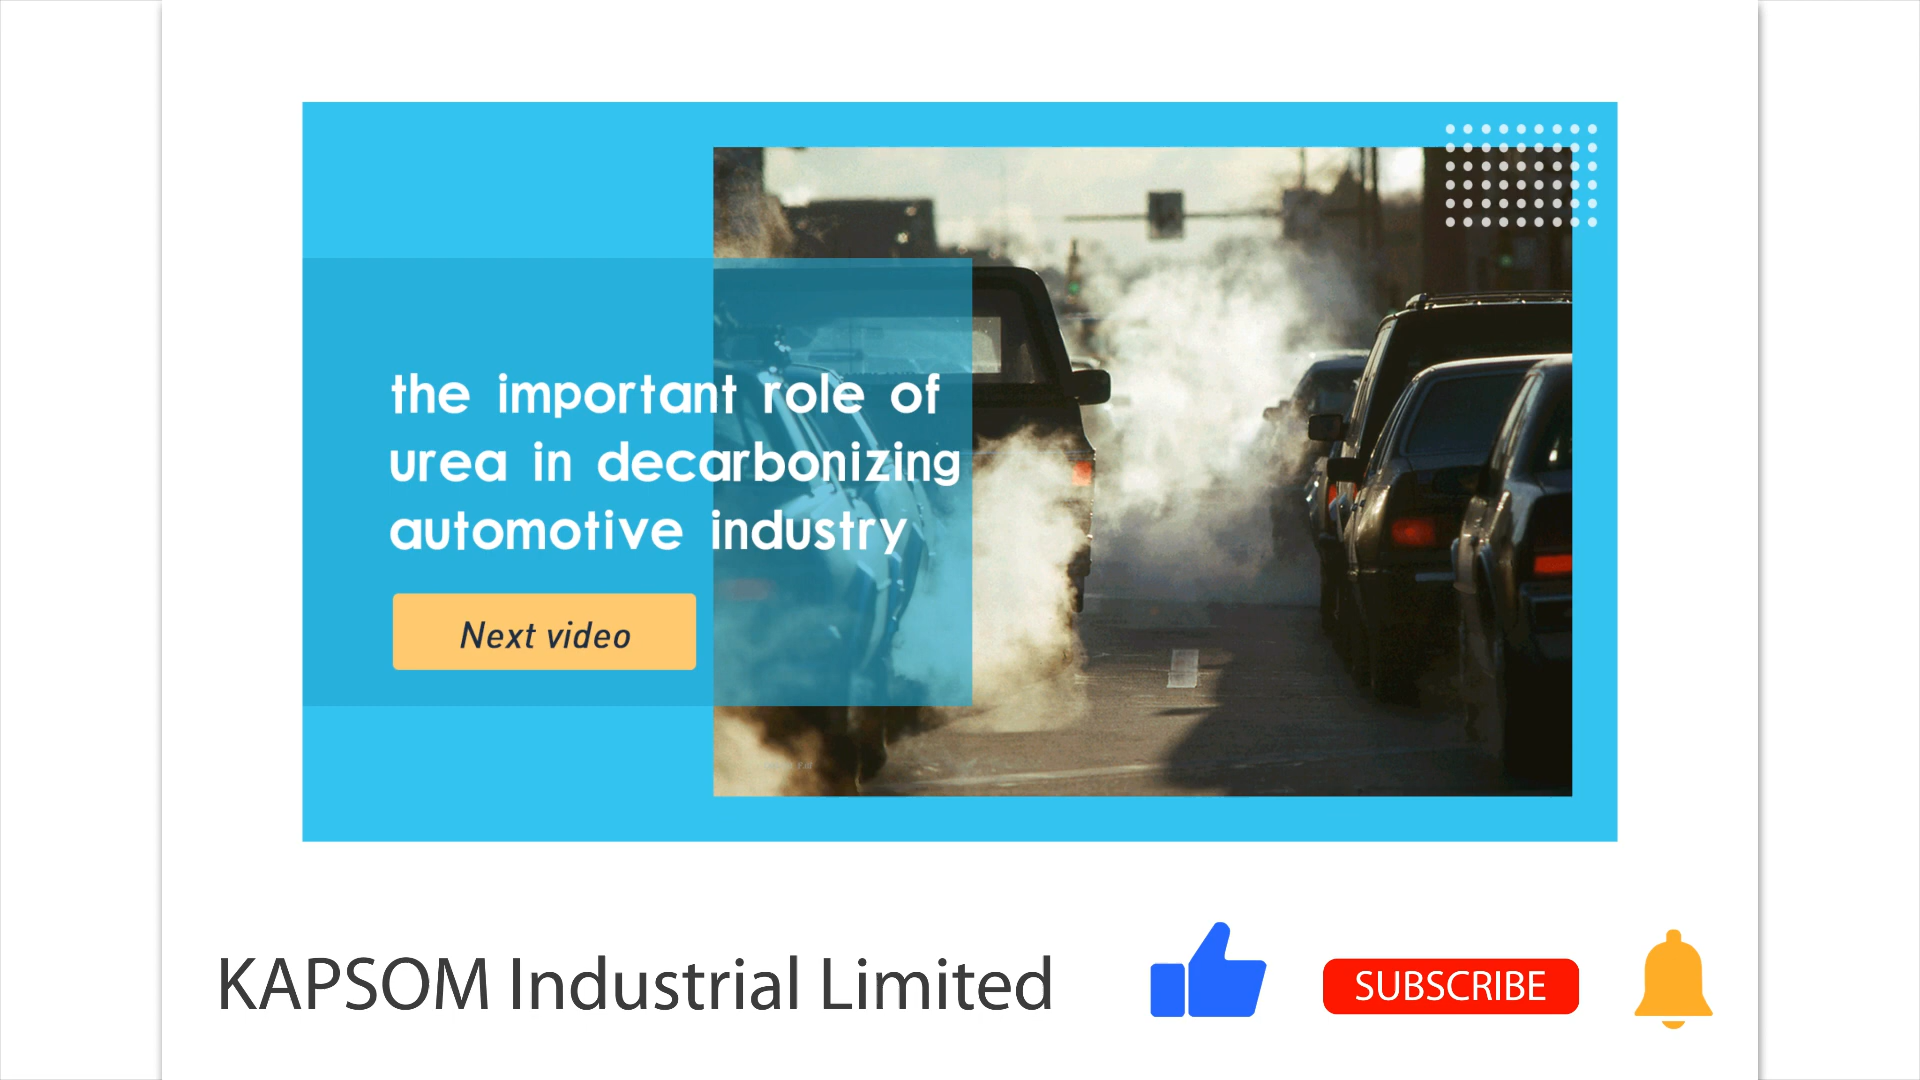 the important role of
urea in decarbonizing
automotive industry
Next video
KAPSOM Industrial Limited
SUBSCRIBE